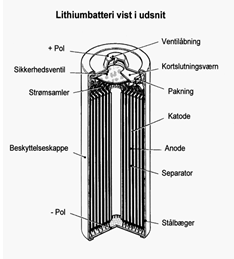 Lithiumbatteri vist i udsnit
+ Pol
Ventilåbning
Sikkerhedsventil
Kortslutningsværn
Strømsamler
Pakning
Katode
Beskyttelseskappe
Anode
Separator
- Pol
Stålbæger